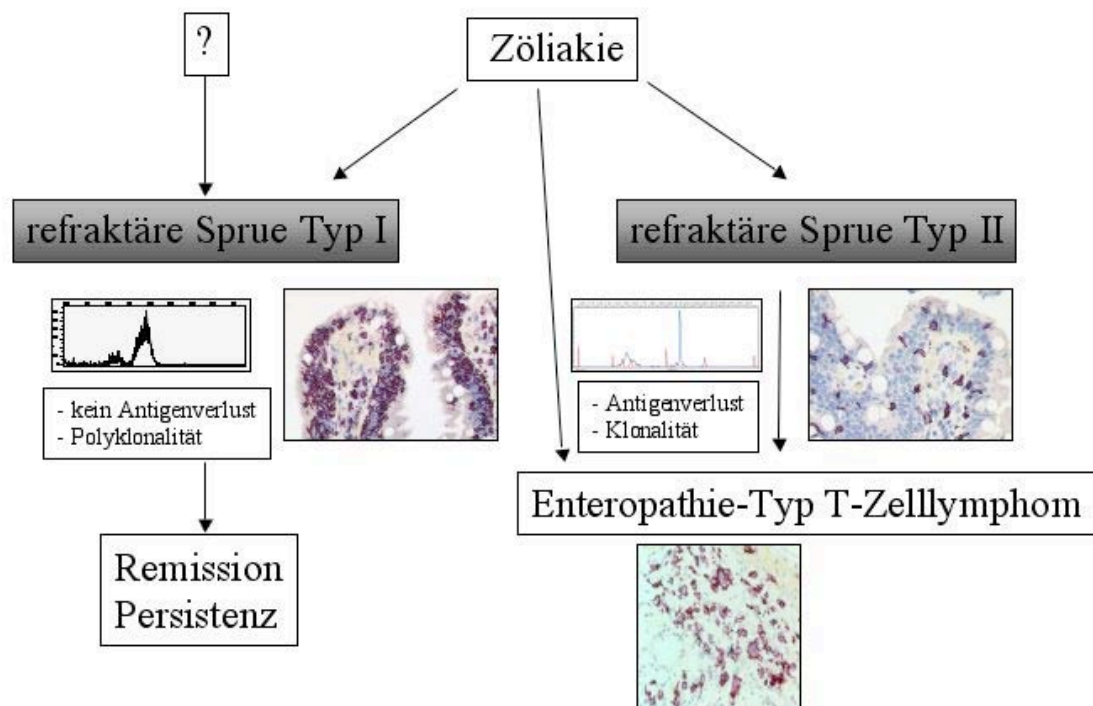 ?
Zöliakie
refraktäre Sprue Typ I
refraktäre Sprue Typ II
- kein Antigenverlust
- Polyklonalität
- Antigenverlust
- Klonalität
Enteropathie-Typ T-Zelllymphom
Remission
Persistenz